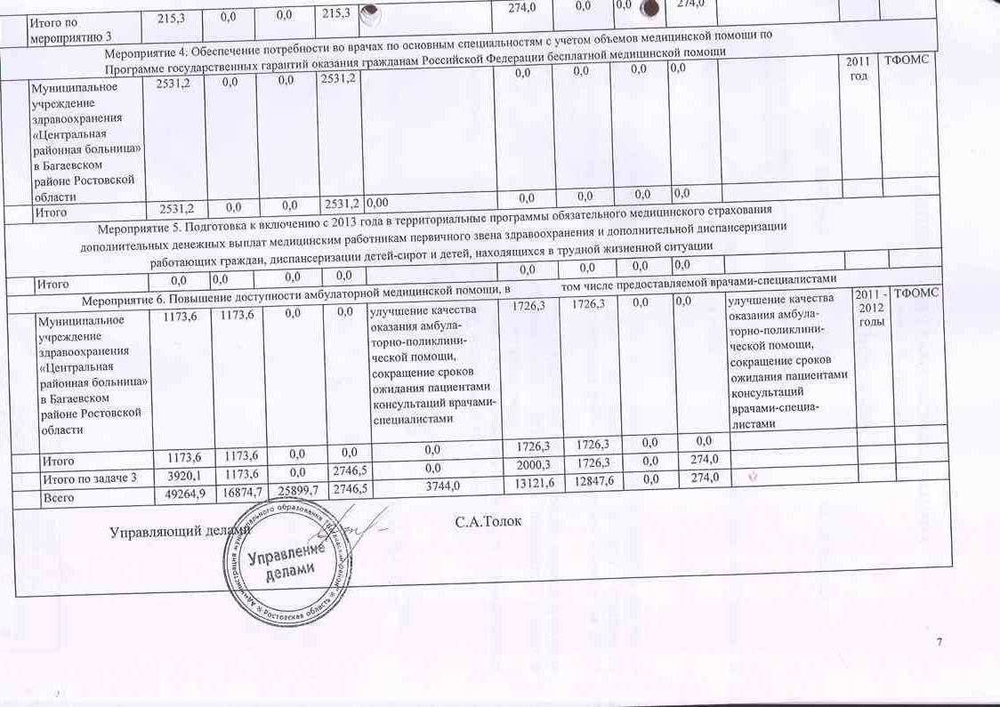 Итого по мероприятию 3 215,3 0,0 0,0 215,3 274,0 0,0 0,0 274,0
Мероприятие 4. Обеспечение потребности во врачах по основным специальностям с учетом объемов медицинской помощи по
Программе государственных гарантий оказания гражданам Российской Федерации бесплатной медицинской помощи
Муниципальное 2531,2 0,0 0,0 2531,2 0,0 0,0 0,0 0,0 2011 ТФОМС
учреждение год
здравоохранения
«Центральная
районная больница»
в Багаевском
районе Ростовской
области
Итого 2531,2 0,0 0,0 2531,2 0,00 0,0 0,0 0,0 0,0
Мероприятие 5. Подготовка к включению с 2013 года в территориальные программы обязательного медицинского страхования
дополнительных денежных выплат медицинским работникам первичного звена здравоохранения и дополнительной диспансеризации
работающих граждан, диспансеризации детей-сирот и детей, находящихся в трудной жизненной ситуации
Итого 0,0 0,0 0,0 0,0 0,0 0,0 0,0 0,0
Мероприятие 6. Повышение доступности амбулаторной медицинской помощи, в том числе предоставляемой врачами-специалистами
Муниципальное 1173,6 1173,6 0,0 0,0 улучшение качества 1726,3 1726,3 0,0 0,0 улучшение качества 2011 - ТФОМС
учреждение оказания амбула- оказания амбула- 2012
здравоохранения торно-поликлини- торно-поликлини- годы
«Центральная ческой помощи, ческой помощи,
районная больница» сокращение сроков сокращение сроков
в Багаевском ожидания пациентами ожидания пациентами
районе Ростовской консультаций врачами- консультаций
области специалистами врачами-специа-
листами
Итого 1173,6 1173,6 0,0 0,0 0,0 1726,3 1726,3 0,0 0,0
Итого по задаче 3 3920,1 1173,6 0,0 2746,5 0,0 2000,3 1726,3 0,0 274,0
Всего 49264,9 16874,7 25899,7 2746,5 3744,0 13121,6 12847,6 0,0 274,0
Управляющий делами С.А.Толок
Управление
делами
Администрация муниципального образования "Багаевский район"
Ростовская область
7